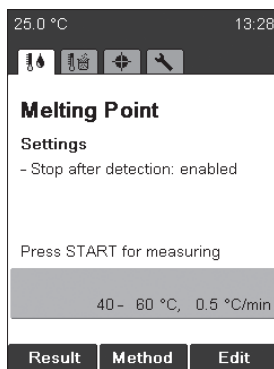 25.0 °C 13:28
Melting Point
Settings
- Stop after detection: enabled
Press START for measuring
40 - 60 °C, 0.5 °C/min
Result Method Edit